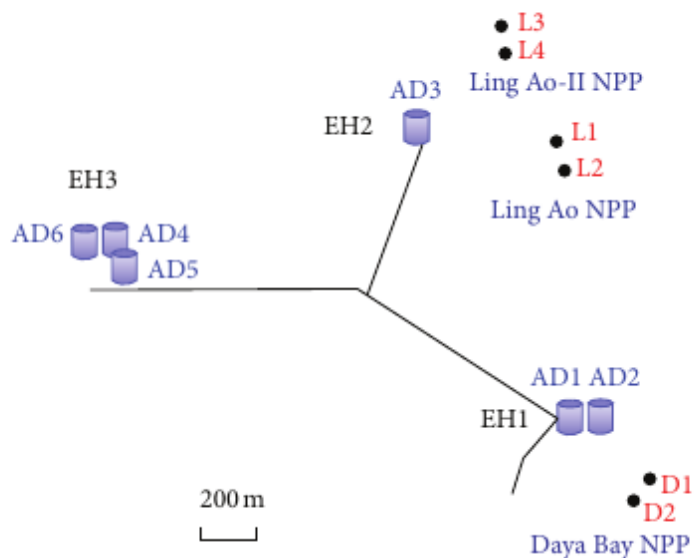 L3
L4
Ling Ao-II NPP
AD3
EH2
L1
L2
Ling Ao NPP
EH3
AD6
AD4
AD5
AD1 AD2
EH1
200 m
D1
D2
Daya Bay NPP